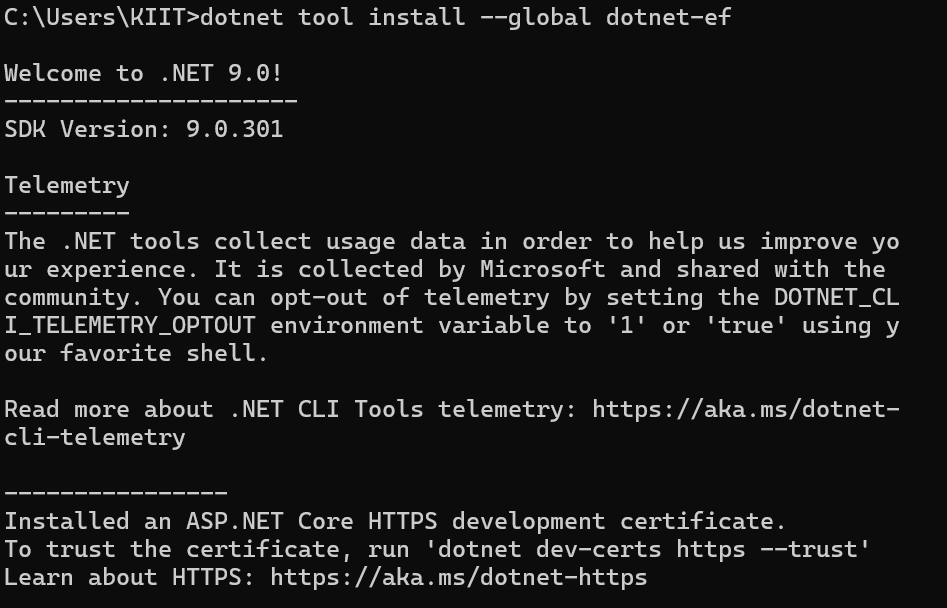 C:\Users\KIIT>dotnet tool install --global dotnet-ef
Welcome to .NET 9.0!
---------------------
SDK Version: 9.0.301
Telemetry
---------
The .NET tools collect usage data in order to help us improve yo
ur experience. It is collected by Microsoft and shared with the
community. You can opt-out of telemetry by setting the DOTNET_CL
I_TELEMETRY_OPTOUT environment variable to '1' or 'true' using y
our favorite shell.
Read more about .NET CLI Tools telemetry: https://aka.ms/dotnet-
cli-telemetry
----------------
Installed an ASP.NET Core HTTPS development certificate.
To trust the certificate, run 'dotnet dev-certs https --trust'
Learn about HTTPS: https://aka.ms/dotnet-https